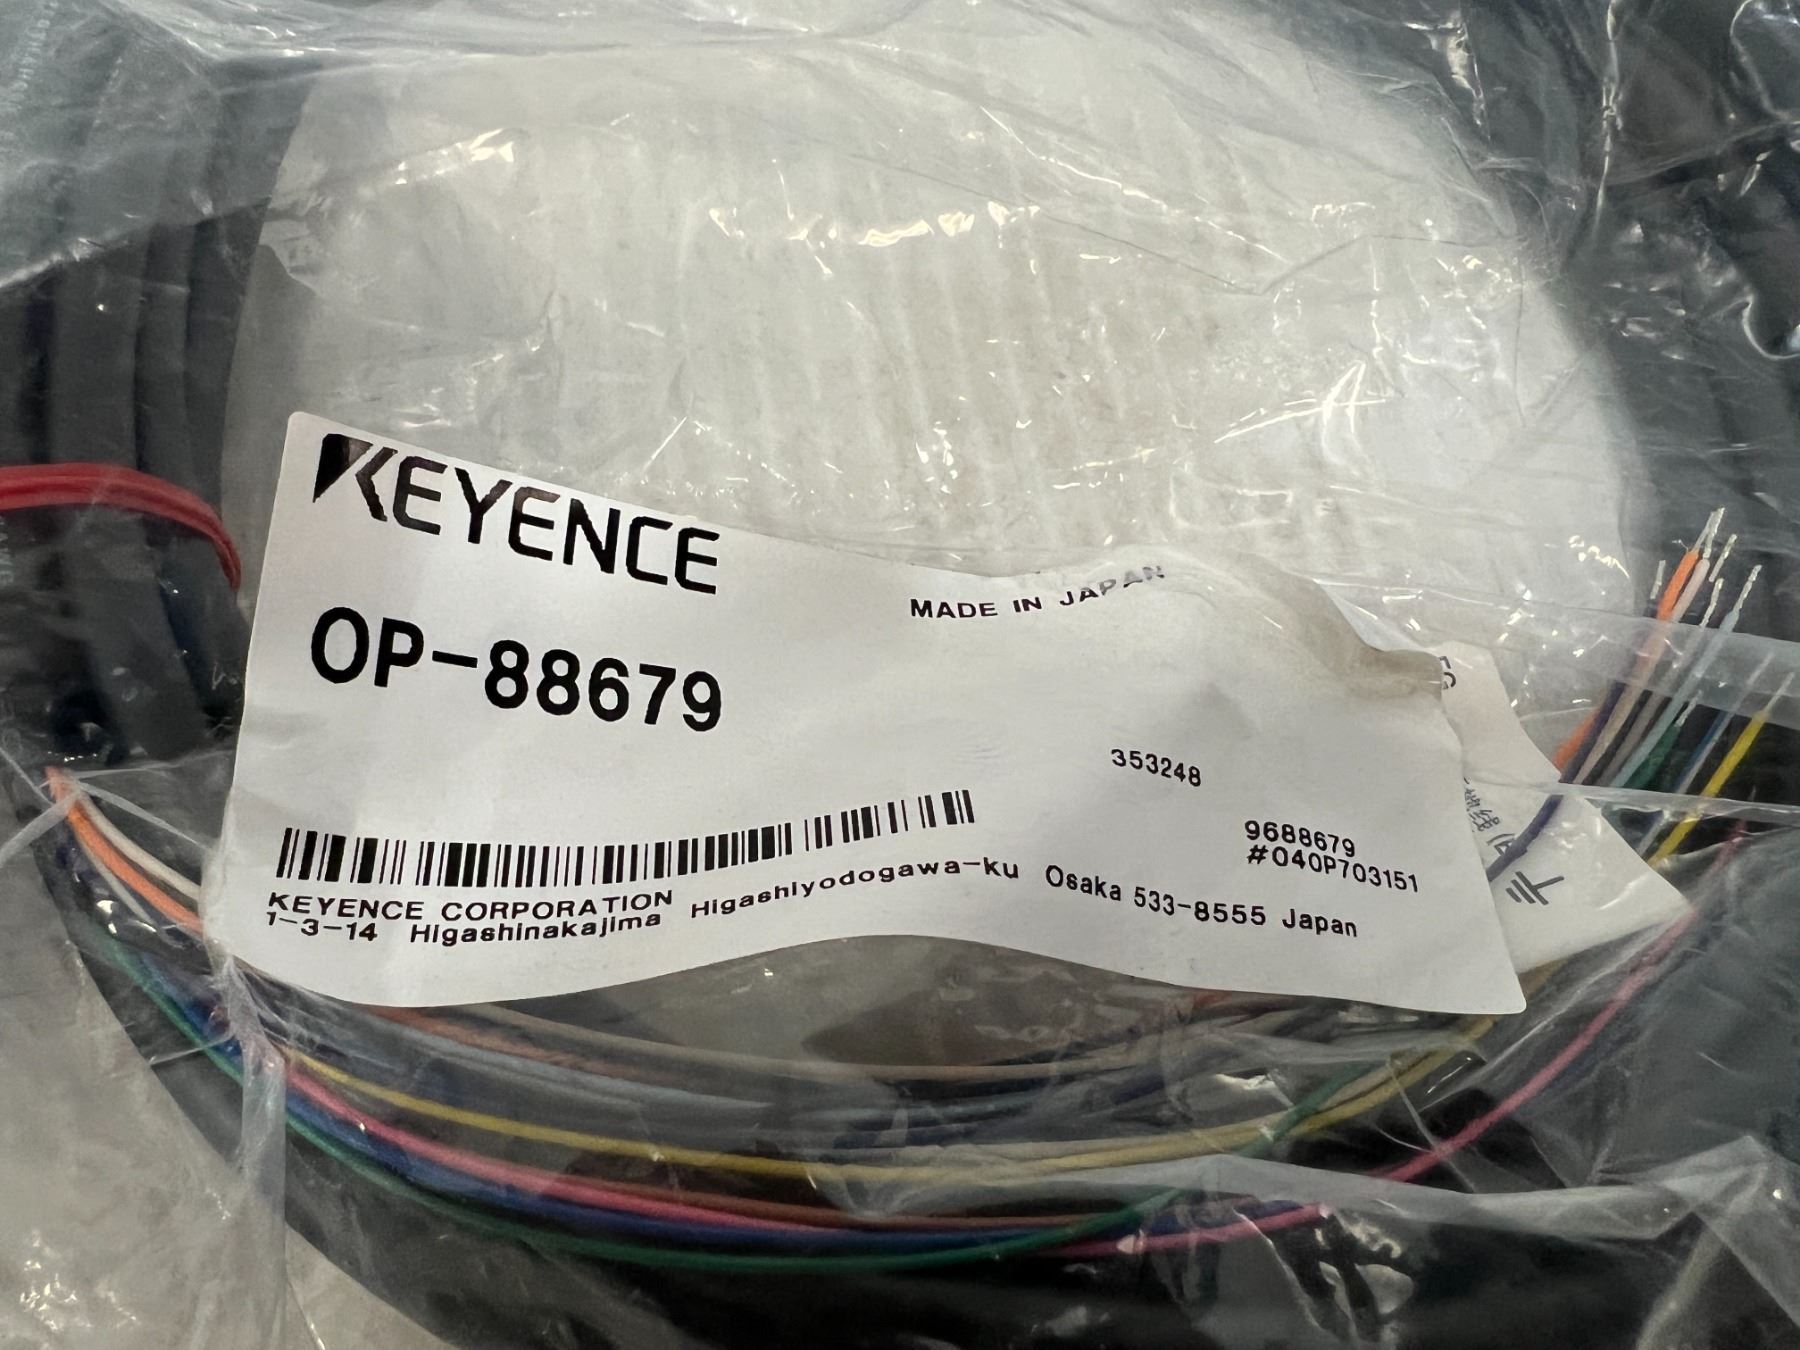 KEYENCE
MADE IN JAPAN
OP-88679
353248
9688679
#040P703151
KEYENCE CORPORATION
1-3-14 Higashinakajima Higashiyodogawa-ku Osaka 533-8555 Japan